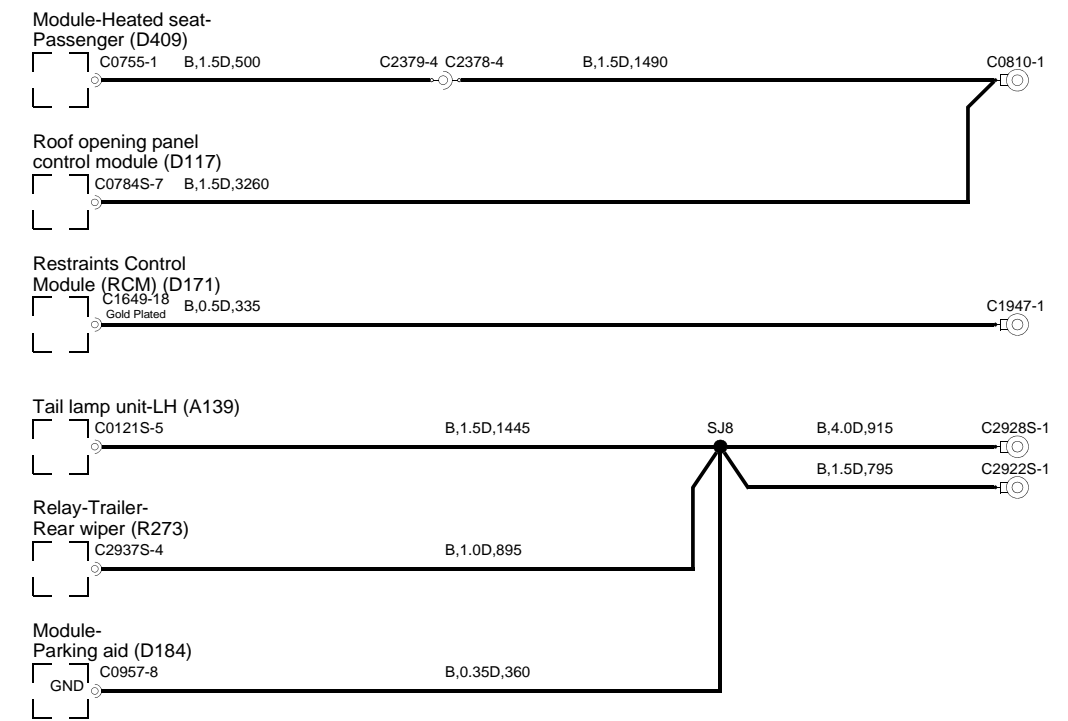 Module-Heated seat-
Passenger (D409)
C0755-1 B,1.5D,500 C2379-4 C2378-4 B,1.5D,1490 C0810-1
Roof opening panel
control module (D117)
C0784S-7 B,1.5D,3260
Restraints Control
Module (RCM) (D171)
C1649-18 B,0.5D,335 C1947-1
Gold Plated
Tail lamp unit-LH (A139)
C0121S-5 B,1.5D,1445 SJ8 B,4.0D,915 C2928S-1
B,1.5D,795 C2922S-1
Relay-Trailer-
Rear wiper (R273)
C2937S-4 B,1.0D,895
Module-
Parking aid (D184)
C0957-8 B,0.35D,360
GND